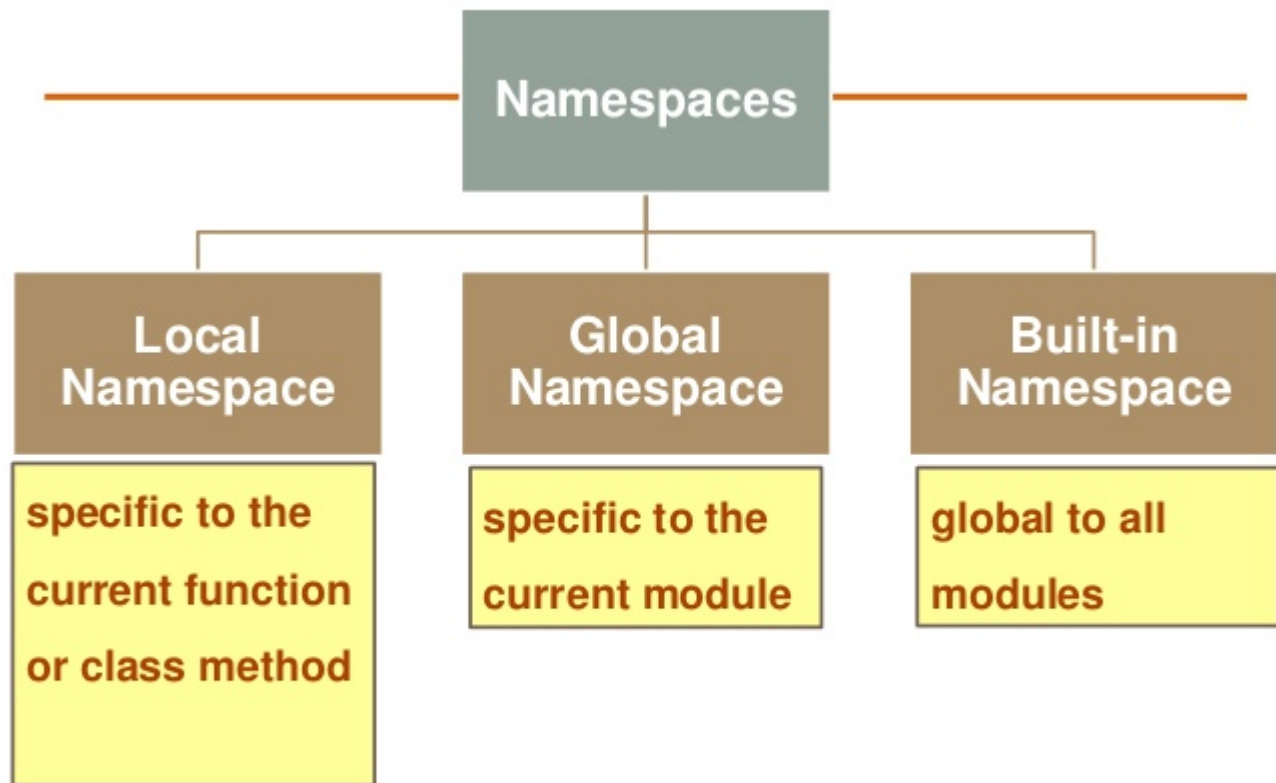 Namespaces
Local
Namespace
specific to the
current function
or class method
Global
Namespace
specific to the
current module
Built-in
Namespace
global to all
modules